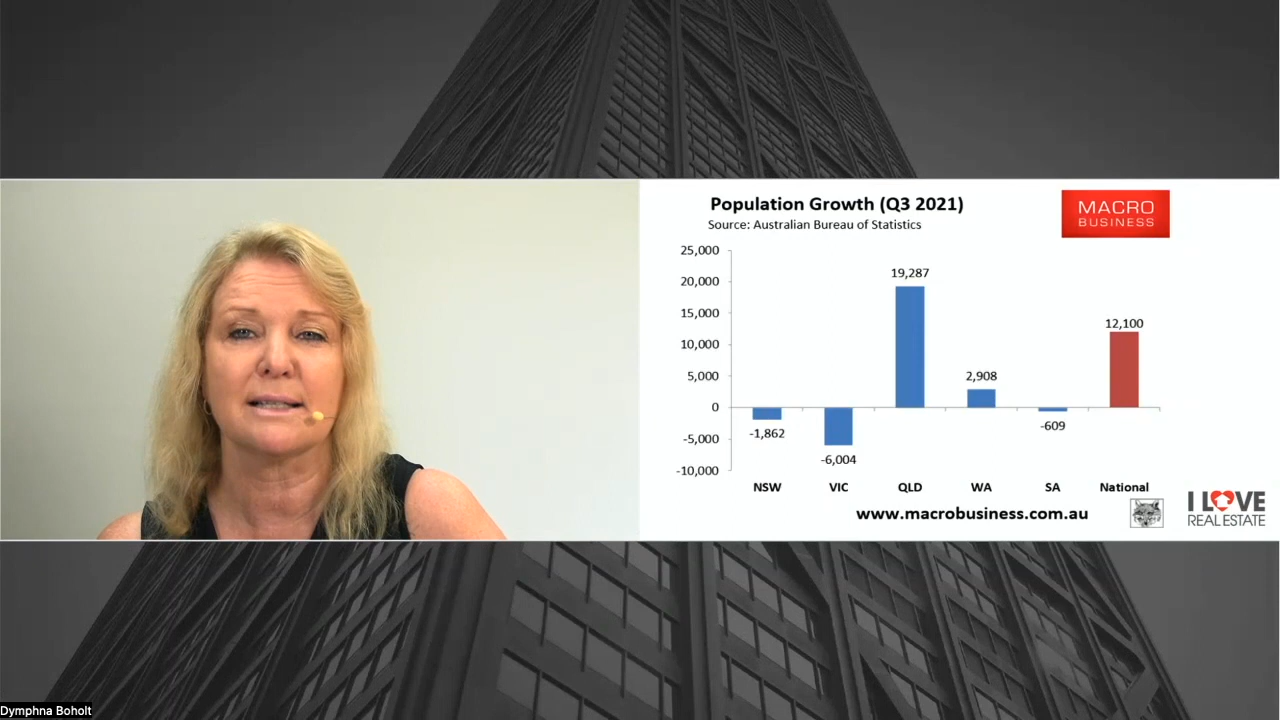 Population Growth (Q3 2021)
Source: Australian Bureau of Statistics
MACRO
BUSINESS
25,000
20,000
15,000
10,000
5,000
0
-5,000
-10,000
-1,862
-6,004
19,287
2,908
-609
12,100
NSW
VIC
QLD
WA
SA
National
www.macrobusiness.com.au
I LOVE
REAL ESTATE
Dymphna Boholt